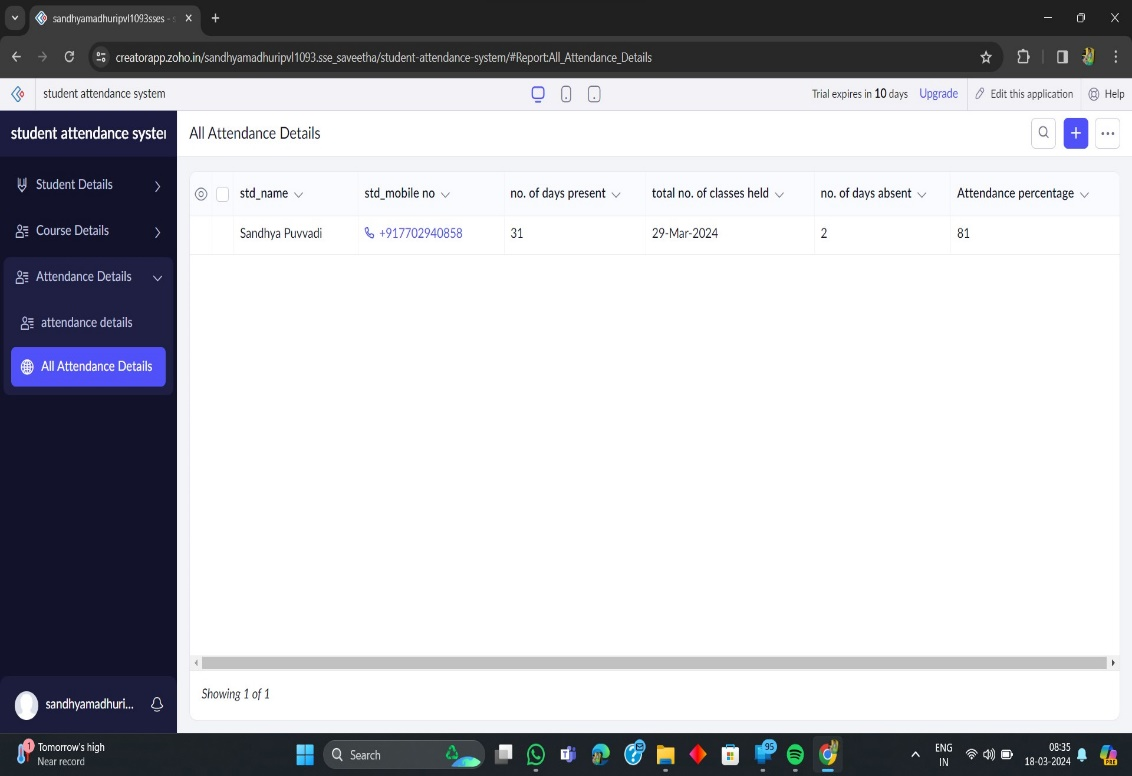 sandhyamadhuripvl1093sses - s
creatorapp.zoho.in/sandhyamadhuripvl1093.sse_saveetha/student-attendance-system/#Report:All_Attendance_Details
student attendance system
Trial expires in 10 days Upgrade Edit this application Help
student attendance syster
All Attendance Details
Student Details
Course Details
Attendance Details
attendance details
All Attendance Details
std_name std_mobile no no. of days present total no. of classes held no. of days absent Attendance percentage
Sandhya Puvvadi +917702940858 31 29-Mar-2024 2 81
Showing 1 of 1
sandhyamadhuri...
1 Tomorrow's high
Near record
Search
95
ENG
IN
08:35
18-03-2024
PRE